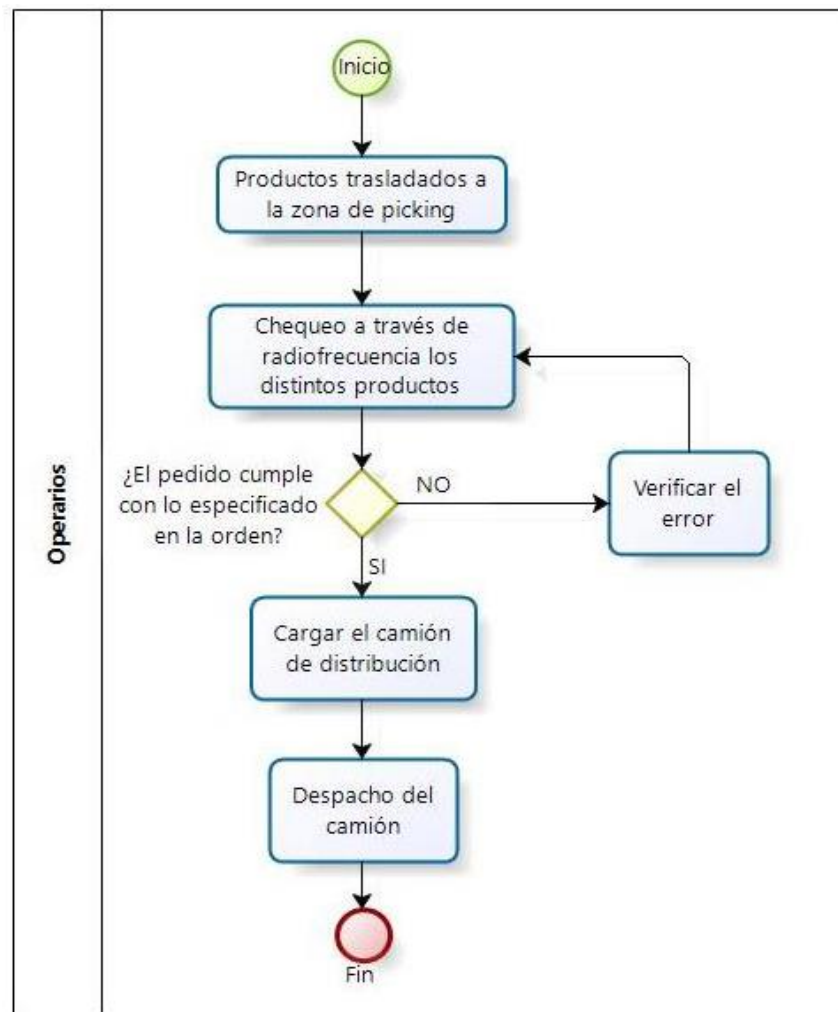 Operarios
Inicio
Productos trasladados a
la zona de picking
Chequeo a través de
radiofrecuencia los
distintos productos
¿El pedido cumple
con lo especificado
en la orden?
NO
Verificar el
error
SI
Cargar el camión
de distribución
Despacho del
camión
Fin